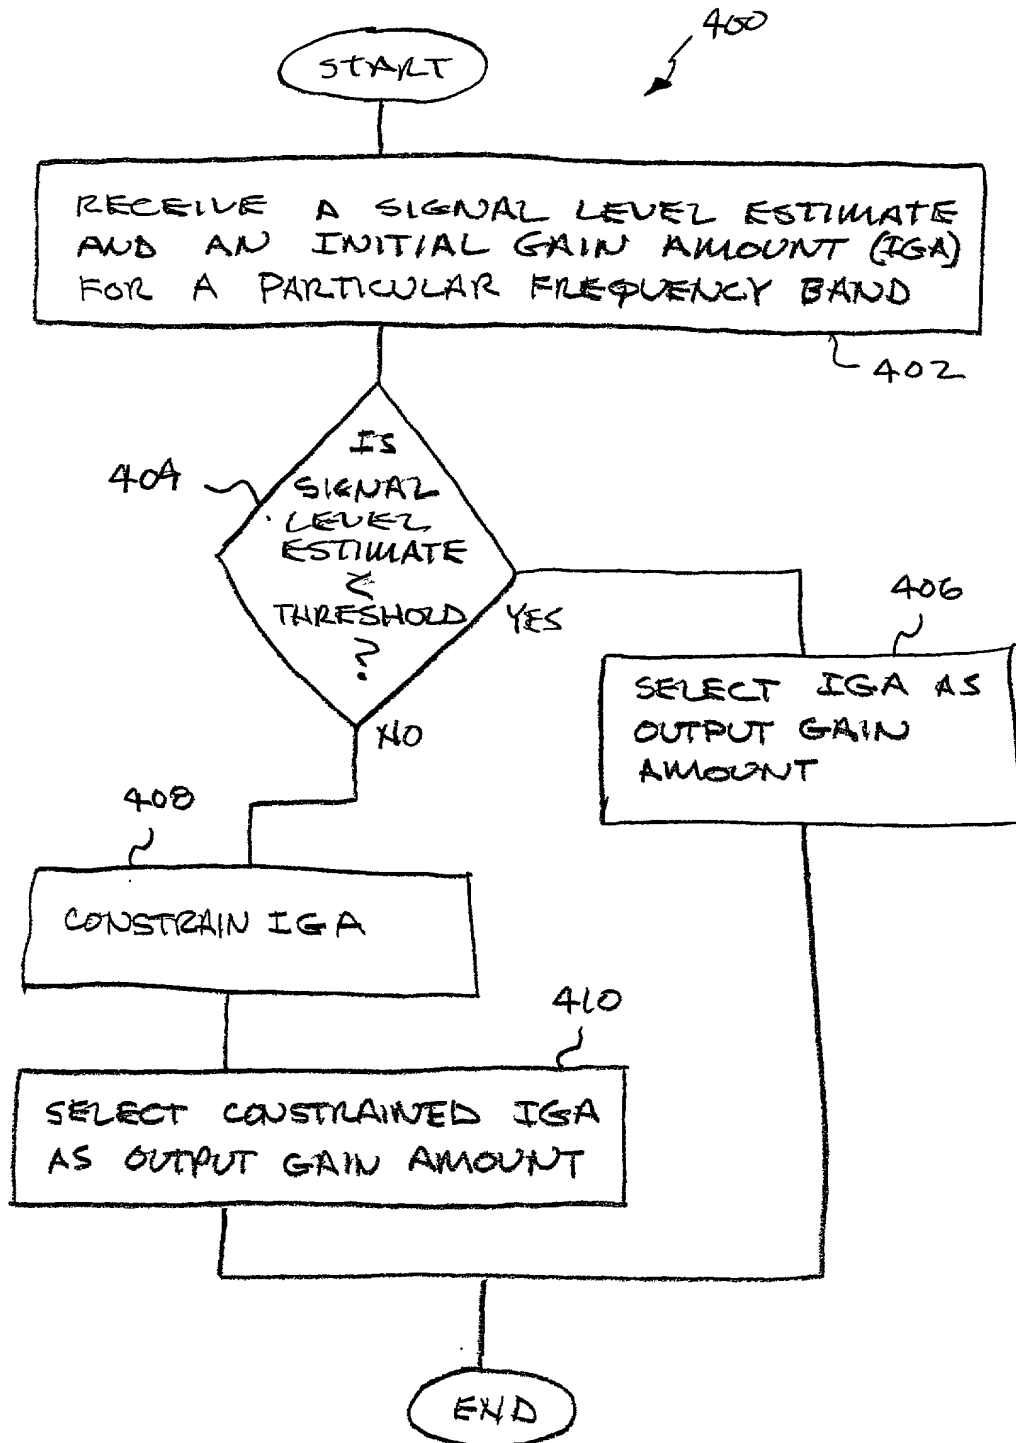 400
START
RECEIVE A SIGNAL LEVEL ESTIMATE
AND AN INITIAL GAIN AMOUNT (IGA)
FOR A PARTICULAR FREQUENCY BAND
402
404
IS
SIGNAL
LEVEL
ESTIMATE
<
THRESHOLD
?
YES
NO
406
SELECT IGA AS
OUTPUT GAIN
AMOUNT
408
CONSTRAIN IGA
410
SELECT CONSTRAINED IGA
AS OUTPUT GAIN AMOUNT
END